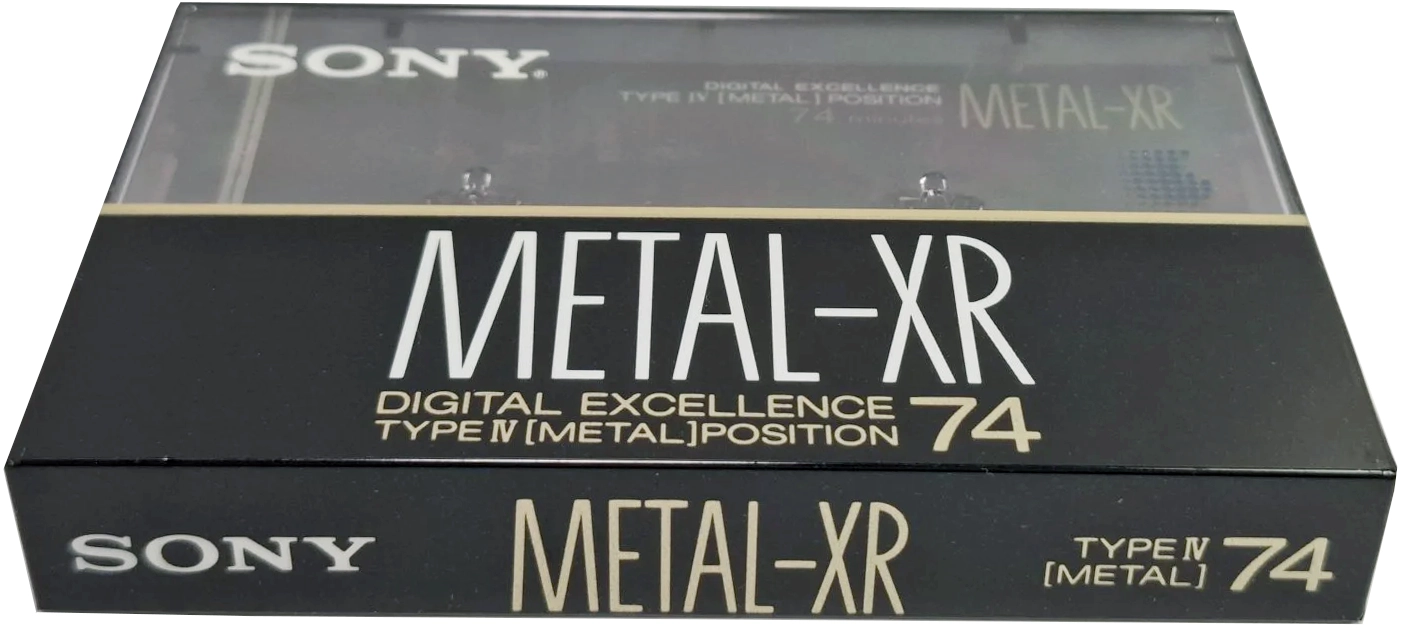 SONY®
DIGITAL EXCELLENCE
TYPE IV [METAL] POSITION
74 minutes
METAL-XR
METAL-XR
DIGITAL EXCELLENCE
TYPE IV [METAL] POSITION
74
SONY
METAL-XR
TYPE IV
[METAL]
74